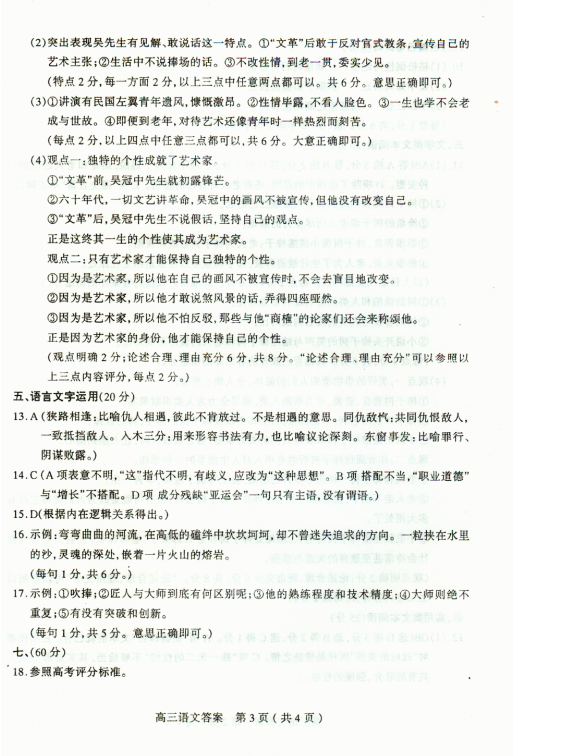 (2)突出表现吴先生有见解、敢说话这一特点。①“文革”后敢于反对官式教条,宣传自己的
艺术主张;②生活中不说捧场的话。③不改性情,到老一贯,委实少见。
(特点2分,每一方面2分,以上三点中任意两点都可以。共6分。意思正确即可。)
(3)①讲演有民国左翼青年遗风,慷慨激昂。②性情毕露,不看人脸色。③一生也学不会老
成与世故。④即便到老年,对待艺术还像青年时一样热烈而刻苦。
(每点2分,以上四点中任意三点都可以,共6分。大意正确即可。)
(4)观点一:独特的个性成就了艺术家。
①“文革”前,吴冠中先生就初露锋芒。
②六十年代,一切文艺讲革命,吴冠中的画风不被宣传,但他没有改变自己。
③“文革”后,吴冠中先生不说假话,坚持自己的观点。
正是这终其一生的个性使其成为艺术家。
观点二:只有艺术家才能保持自己独特的个性。
①因为是艺术家,所以他在自己的画风不被宣传时,不会去盲目地改变。
②因为是艺术家,所以他才敢说煞风景的话,弄得四座哑然。
③因为是艺术家,所以他不怕反驳,那些与他“商榷”的论家们还会来称颂他。
正是因为艺术家的身份,他才能保持自己的个性。
(观点明确2分;论述合理、理由充分6分,共8分。“论述合理、理由充分”可以参照以
上三点内容评分,每点2分。)
五、语言文字运用(20分)
13.A(狭路相逢:比喻仇人相遇,彼此不肯放过。不是相遇的意思。同仇敌忾:共同仇恨敌人,
一致抵挡敌人。入木三分:用来形容书法有力,也比喻议论深刻。东窗事发:比喻罪行、
阴谋败露。)
14.C(A项表意不明,“这”指代不明,有歧义,应改为“这种思想”。B项 搭配不当,“职业道德”
与“增长”不搭配。D项 成分残缺“亚运会”一句只有主语,没有谓语。)
15.D(根据内在逻辑关系得出。)
16.示例:弯弯曲曲的河流,在高低的磕绊中坎坎坷坷,却不曾迷失追求的方向。一粒挟在水里
的沙,灵魂的深处,嵌着一片火山的熔岩。
(每句1分,共6分。)
17.示例:①吹捧;②匠人与大师到底有何区别呢;③他的熟练程度和技术精度;④大师则绝不
重复;⑤有没有突破和创新。
(每句1分,共5分。意思正确即可。)
七、(60分)
18.参照高考评分标准。
高三语文答案 第3页(共4页)